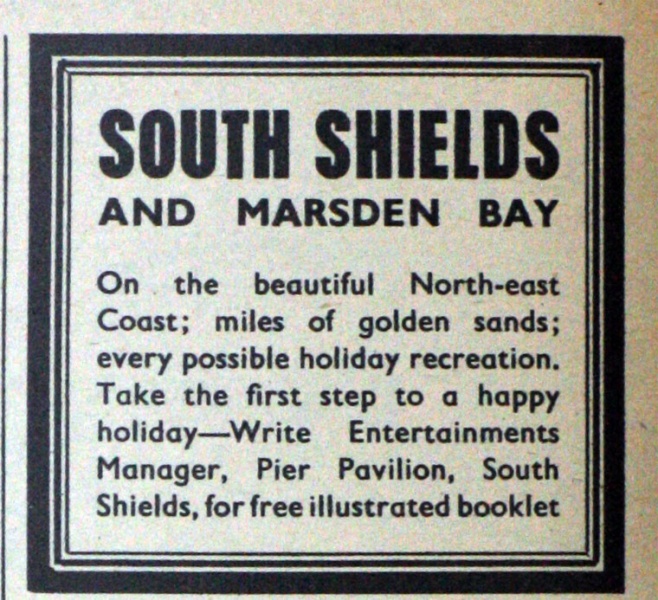 SOUTH SHIELDS
AND MARSDEN BAY
On the beautiful North-east
Coast; miles of golden sands;
every possible holiday recreation.
Take the first step to a happy
holiday—Write Entertainments
Manager, Pier Pavilion, South
Shields, for free illustrated booklet